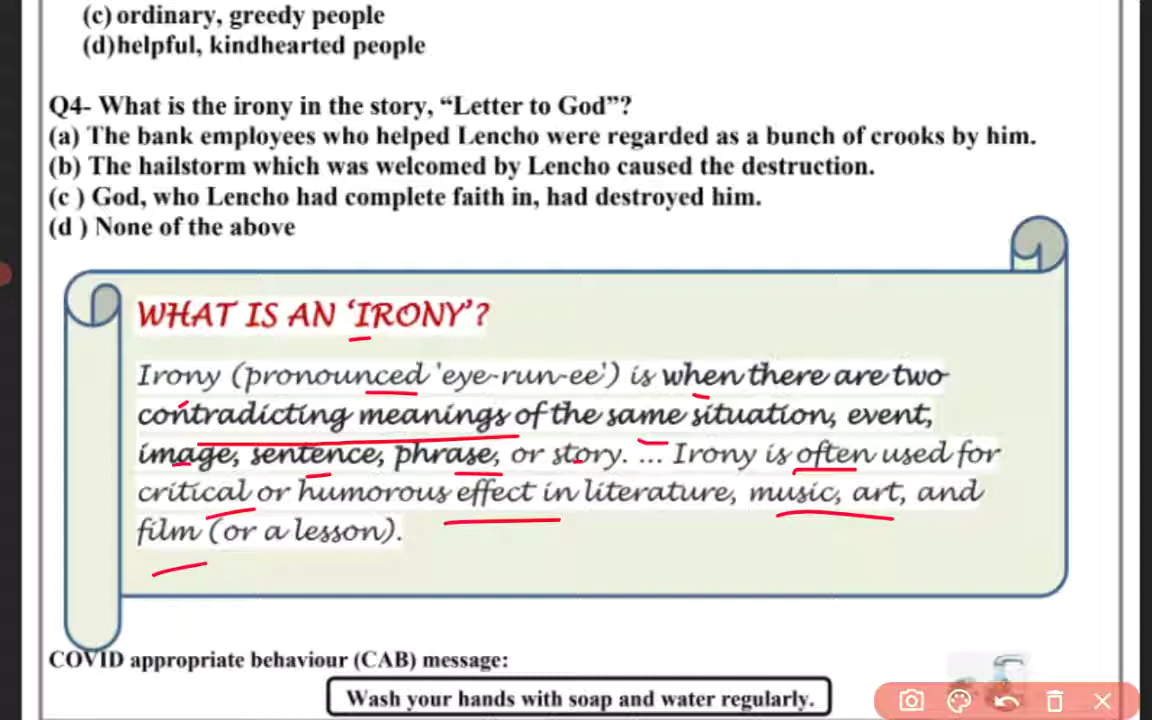 (c) ordinary, greedy people
(d)helpful, kindhearted people
Q4- What is the irony in the story, “Letter to God”?
(a) The bank employees who helped Lencho were regarded as a bunch of crooks by him.
(b) The hailstorm which was welcomed by Lencho caused the destruction.
(c ) God, who Lencho had complete faith in, had destroyed him.
(d ) None of the above
WHAT IS AN ‘IRONY’?
Irony (pronounced 'eye-run-ee') is when there are two
contradicting meanings of the same situation, event,
image, sentence, phrase, or story. ... Irony is often used for
critical or humorous effect in literature, music, art, and
film (or a lesson).
COVID appropriate behaviour (CAB) message:
Wash your hands with soap and water regularly.